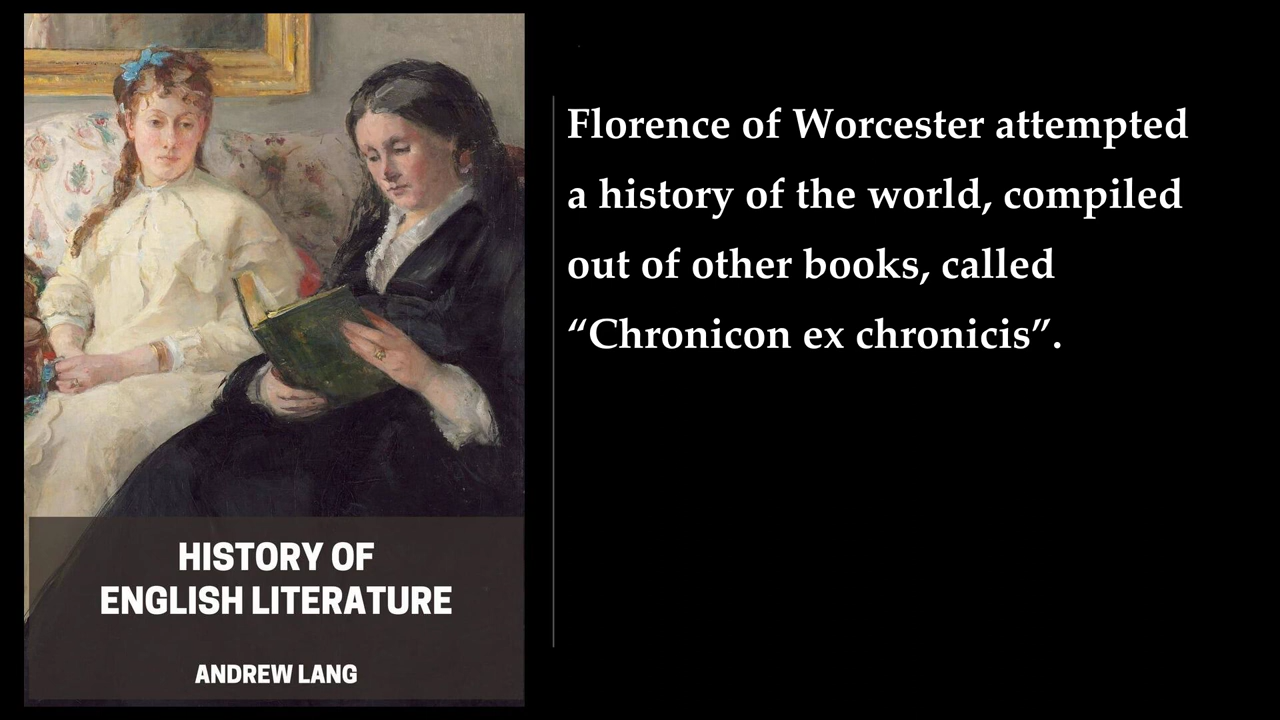 HISTORY OF
ENGLISH LITERATURE
ANDREW LANG
Florence of Worcester attempted
a history of the world, compiled
out of other books, called
“Chronicon ex chronicis”.